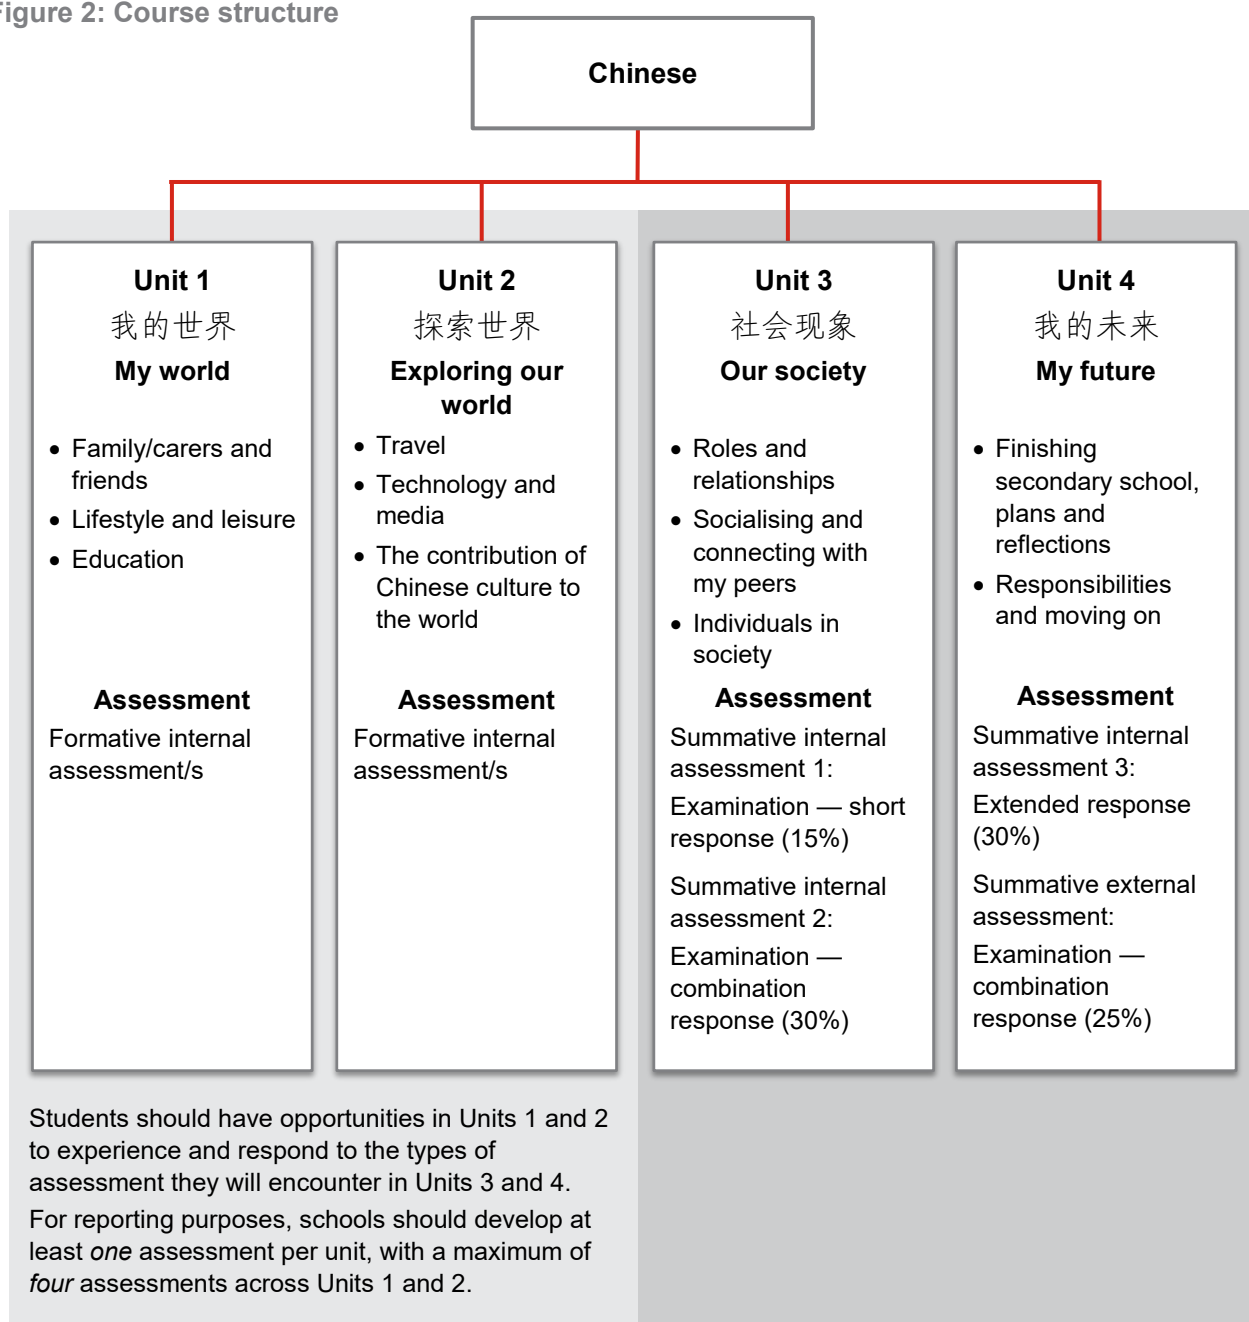 Figure 2: Course structure
Chinese
Unit 1
我的世界
My world
• Family/carers and
friends
• Lifestyle and leisure
• Education
Assessment
Formative internal
assessment/s
Unit 2
探索世界
Exploring our
world
• Travel
• Technology and
media
• The contribution of
Chinese culture to
the world
Assessment
Formative internal
assessment/s
Unit 3
社会现象
Our society
• Roles and
relationships
• Socialising and
connecting with
my peers
• Individuals in
society
Assessment
Summative internal
assessment 1:
Examination — short
response (15%)
Summative internal
assessment 2:
Examination —
combination
response (30%)
Unit 4
我的未来
My future
• Finishing
secondary school,
plans and
reflections
• Responsibilities
and moving on
Assessment
Summative internal
assessment 3:
Extended response
(30%)
Summative external
assessment:
Examination —
combination
response (25%)
Students should have opportunities in Units 1 and 2
to experience and respond to the types of
assessment they will encounter in Units 3 and 4.
For reporting purposes, schools should develop at
least one assessment per unit, with a maximum of
four assessments across Units 1 and 2.